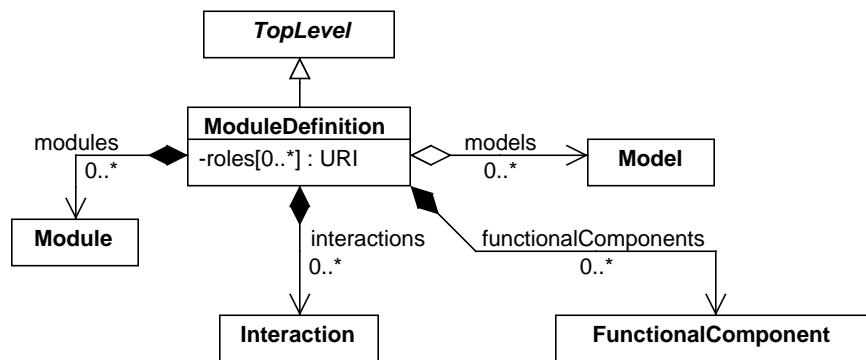 TopLevel
ModuleDefinition
-roles[0..*] : URI
modules
0..*
models
0..*
Model
Module
interactions
0..*
functionalComponents
0..*
Interaction
FunctionalComponent